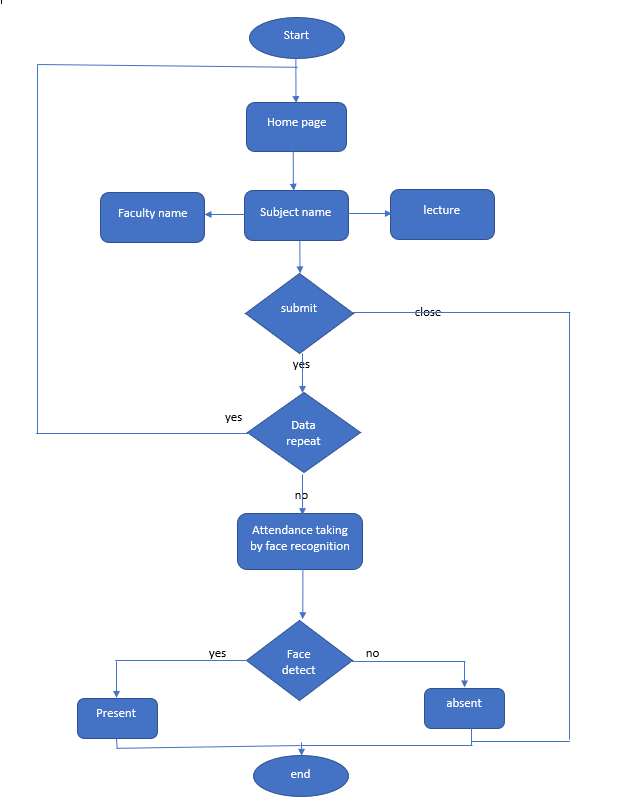 Start
Home page
Faculty name
Subject name
lecture
submit
close
yes
yes
Data
repeat
no
Attendance taking
by face recognition
yes
Face
detect
no
Present
absent
end